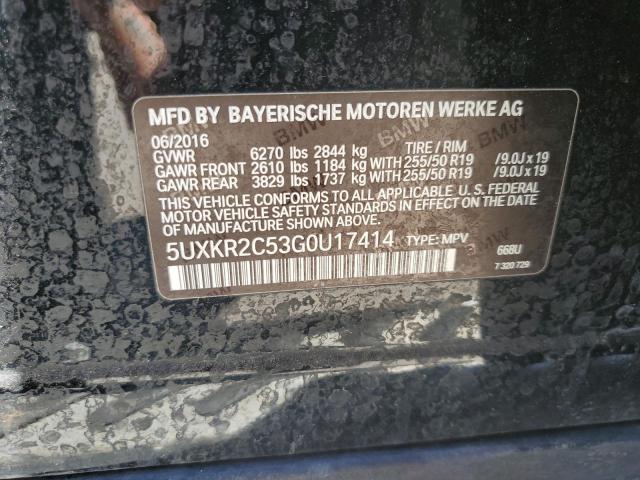 MFD BY BAYERISCHE MOTOREN WERKE AG
06/2016
GVWR 6270 lbs 2844 kg TIRE / RIM
GAWR FRONT 2610 lbs 1184 kg WITH 255/50 R19 /9.0J x 19
GAWR REAR 3829 lbs 1737 kg WITH 255/50 R19 /9.0J x 19
THIS VEHICLE CONFORMS TO ALL APPLICABLE U.S. FEDERAL
MOTOR VEHICLE SAFETY STANDARDS IN EFFECT ON THE DATE
OF MANUFACTURE SHOWN ABOVE.
5UXKR2C53G0U17414 TYPE: MPV 668U
7 320 729